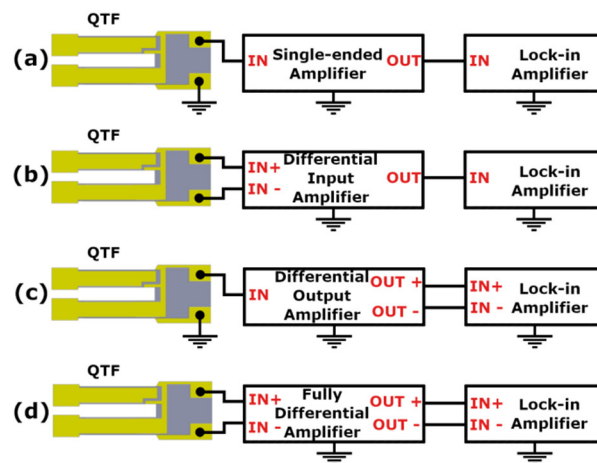 QTF
(a)
IN
Single-ended
Amplifier
OUT
IN
Lock-in
Amplifier
QTF
(b)
IN+
IN -
Differential
Input
Amplifier
OUT
IN
Lock-in
Amplifier
QTF
(c)
IN
Differential
Output
Amplifier
OUT +
OUT -
IN+
IN -
Lock-in
Amplifier
QTF
(d)
IN+
IN -
Fully
Differential
Amplifier
OUT +
OUT -
IN+
IN -
Lock-in
Amplifier